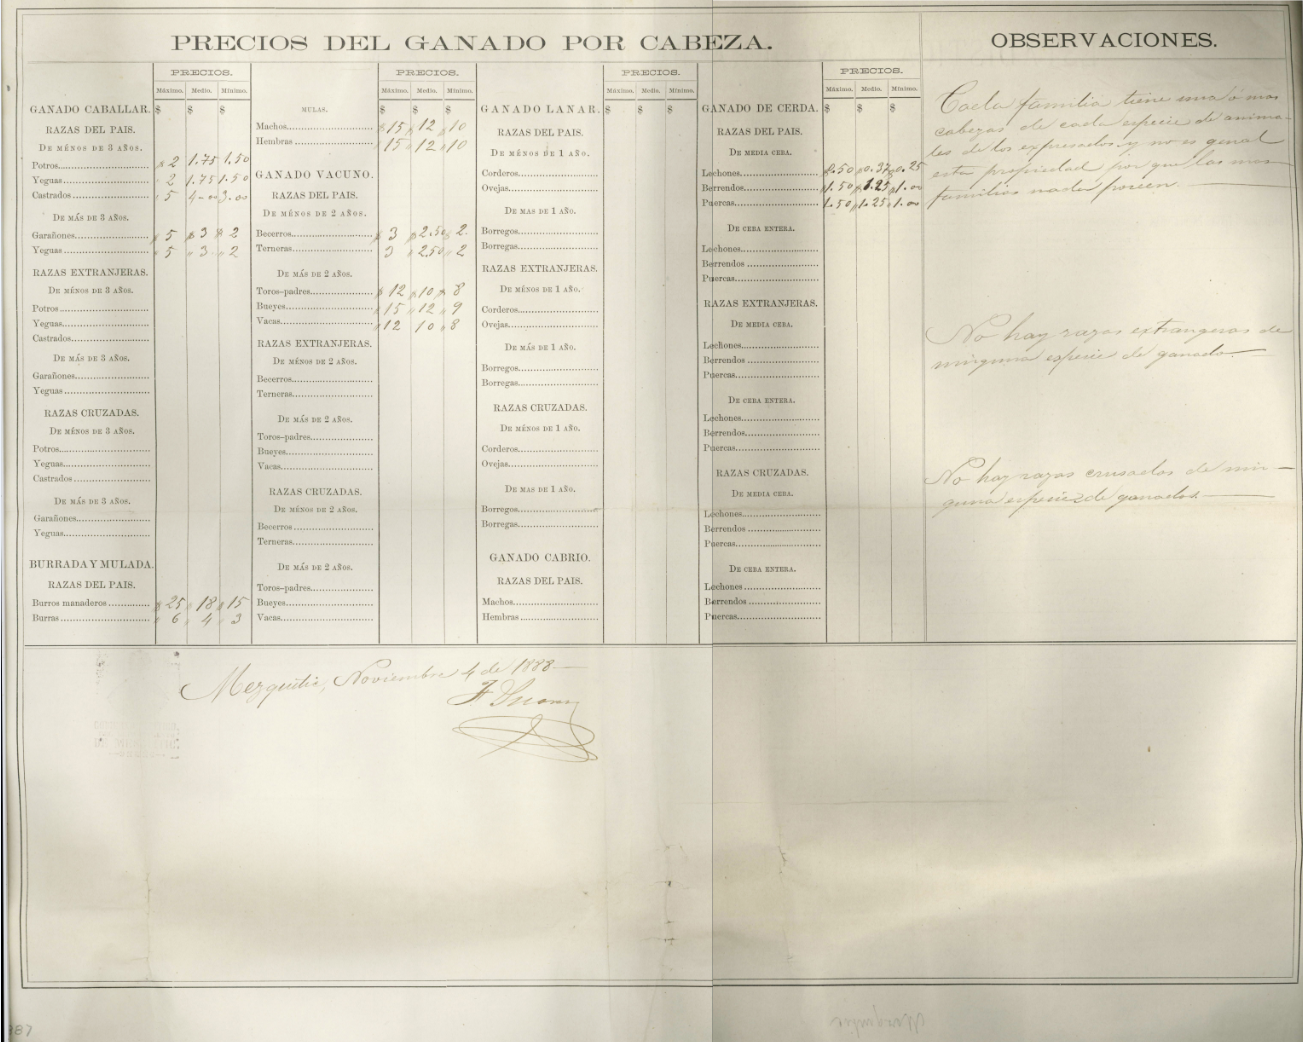 PRECIOS DEL GANADO POR CABEZA.
OBSERVACIONES.
PRECIOS.
Máximo. Medio. Mínimo.
GANADO CABALLAR. $ $ $
RAZAS DEL PAIS.
DE MÉNOS DE 3 AÑOS.
Potros 2 1.75 1.50
Yeguas 2 1.75 1.50
Castrados 5 4.00 3.00
DE MÁS DE 3 AÑOS.
Garañones $ 5 $ 3 $ 2
Yeguas 5 3 2
RAZAS EXTRANJERAS.
DE MÉNOS DE 3 AÑOS.
Potros
Yeguas
Castrados
DE MÁS DE 3 AÑOS.
Garañones
Yeguas
RAZAS CRUZADAS.
DE MÉNOS DE 3 AÑOS.
Potros
Yeguas
Castrados
DE MÁS DE 3 AÑOS.
Garañones
Yeguas
BURRADA Y MULADA.
RAZAS DEL PAIS.
Burros manaderos $ 25 18 15
Burras 6 4 3
PRECIOS.
Máximo. Medio. Mínimo.
MULAS. $ $ $
Machos $ 15 $ 12 $ 10
Hembras 15 12 10
GANADO VACUNO.
RAZAS DEL PAIS.
DE MÉNOS DE 2 AÑOS.
Becerros $ 3 $ 2.50 $ 2.
Terneras 3 2.50 2
DE MÁS DE 2 AÑOS.
Toros-padres $ 12 $ 10 $ 8
Bueyes 15 12 9
Vacas 12 10 8
RAZAS EXTRANJERAS.
DE MÉNOS DE 2 AÑOS.
Becerros
Terneras
DE MÁS DE 2 AÑOS.
Toros-padres
Bueyes
Vacas
RAZAS CRUZADAS.
DE MÉNOS DE 2 AÑOS.
Becerros
Terneras
DE MÁS DE 2 AÑOS.
Toros-padres
Bueyes
Vacas
PRECIOS.
Máximo. Medio. Mínimo.
GANADO LANAR. $ $ $
RAZAS DEL PAIS.
DE MÉNOS DE 1 AÑO.
Corderos
Ovejas
DE MAS DE 1 AÑO.
Borregos
Borregas
RAZAS EXTRANJERAS.
DE MÉNOS DE 1 AÑO.
Corderos
Ovejas
DE MÁS DE 1 AÑO.
Borregos
Borregas
RAZAS CRUZADAS.
DE MÉNOS DE 1 AÑO.
Corderos
Ovejas
DE MAS DE 1 AÑO.
Borregos
Borregas
GANADO CABRIO.
RAZAS DEL PAIS.
Machos
Hembras
PRECIOS.
Máximo. Medio. Mínimo.
GANADO DE CERDA. $ $ $
RAZAS DEL PAIS.
DE MEDIA CEBA.
Lechones 0.50 0.37 0.25
Berrendos 1.50 1.25 1.00
Puercas 1.50 1.25 1.00
DE CEBA ENTERA.
Lechones
Berrendos
Puercas
RAZAS EXTRANJERAS.
DE MEDIA CEBA.
Lechones
Berrendos
Puercas
DE CEBA ENTERA.
Lechones
Berrendos
Puercas
RAZAS CRUZADAS.
DE MEDIA CEBA.
Lechones
Berrendos
Puercas
DE CEBA ENTERA.
Lechones
Berrendos
Puercas
Cada familia tiene una ó mas
cabezas de cada especie de anima-
les de los expresados y no es genal
esta propiedad por que las mas
familias nada poseen.
No hay razas extrangeras de
ninguna especie de ganado.
No hay razas crusadas de nin-
guna especie de ganados.
Mezquitic, Noviembre 4 de 1888